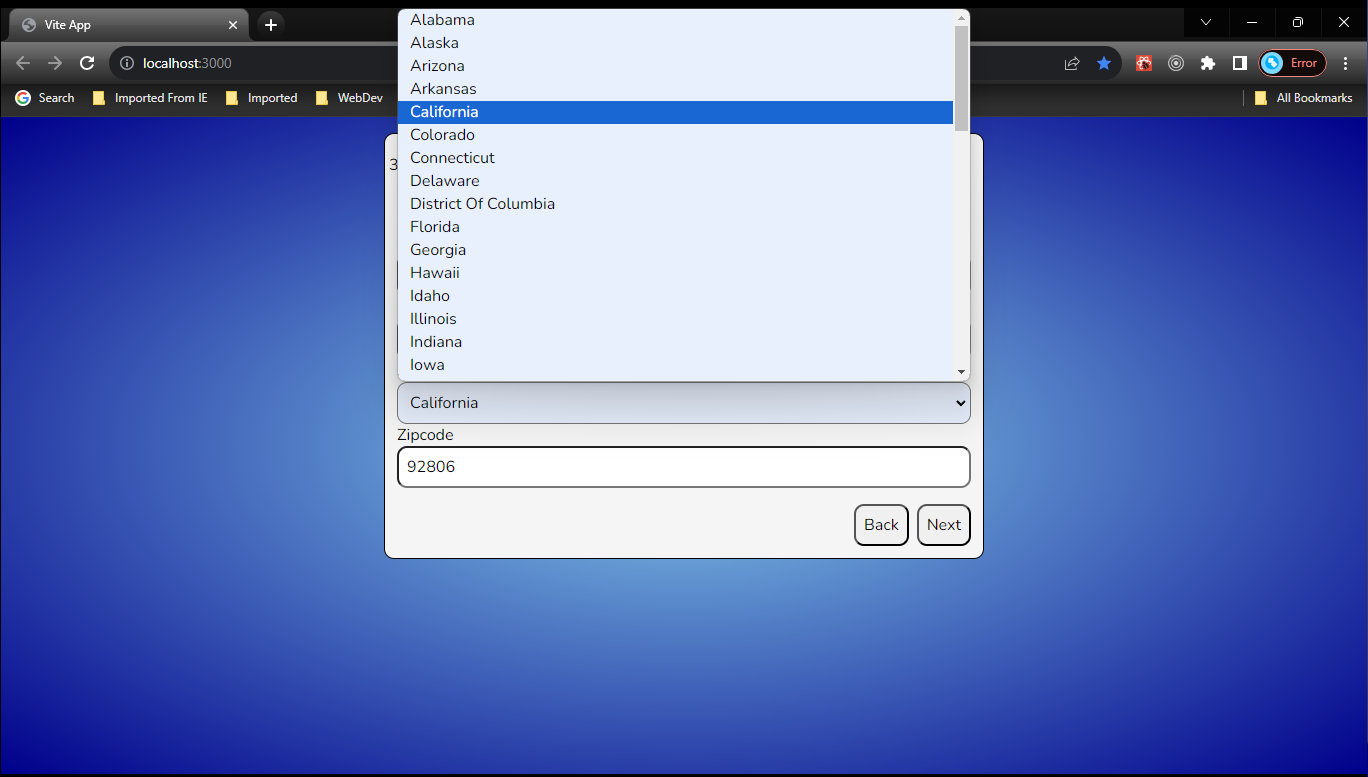 Vite App
localhost:3000
Error
Search
Imported From IE
Imported
WebDev
All Bookmarks
Alabama
Alaska
Arizona
Arkansas
California
Colorado
Connecticut
Delaware
District Of Columbia
Florida
Georgia
Hawaii
Idaho
Illinois
Indiana
Iowa
3
California
Zipcode
92806
Back
Next